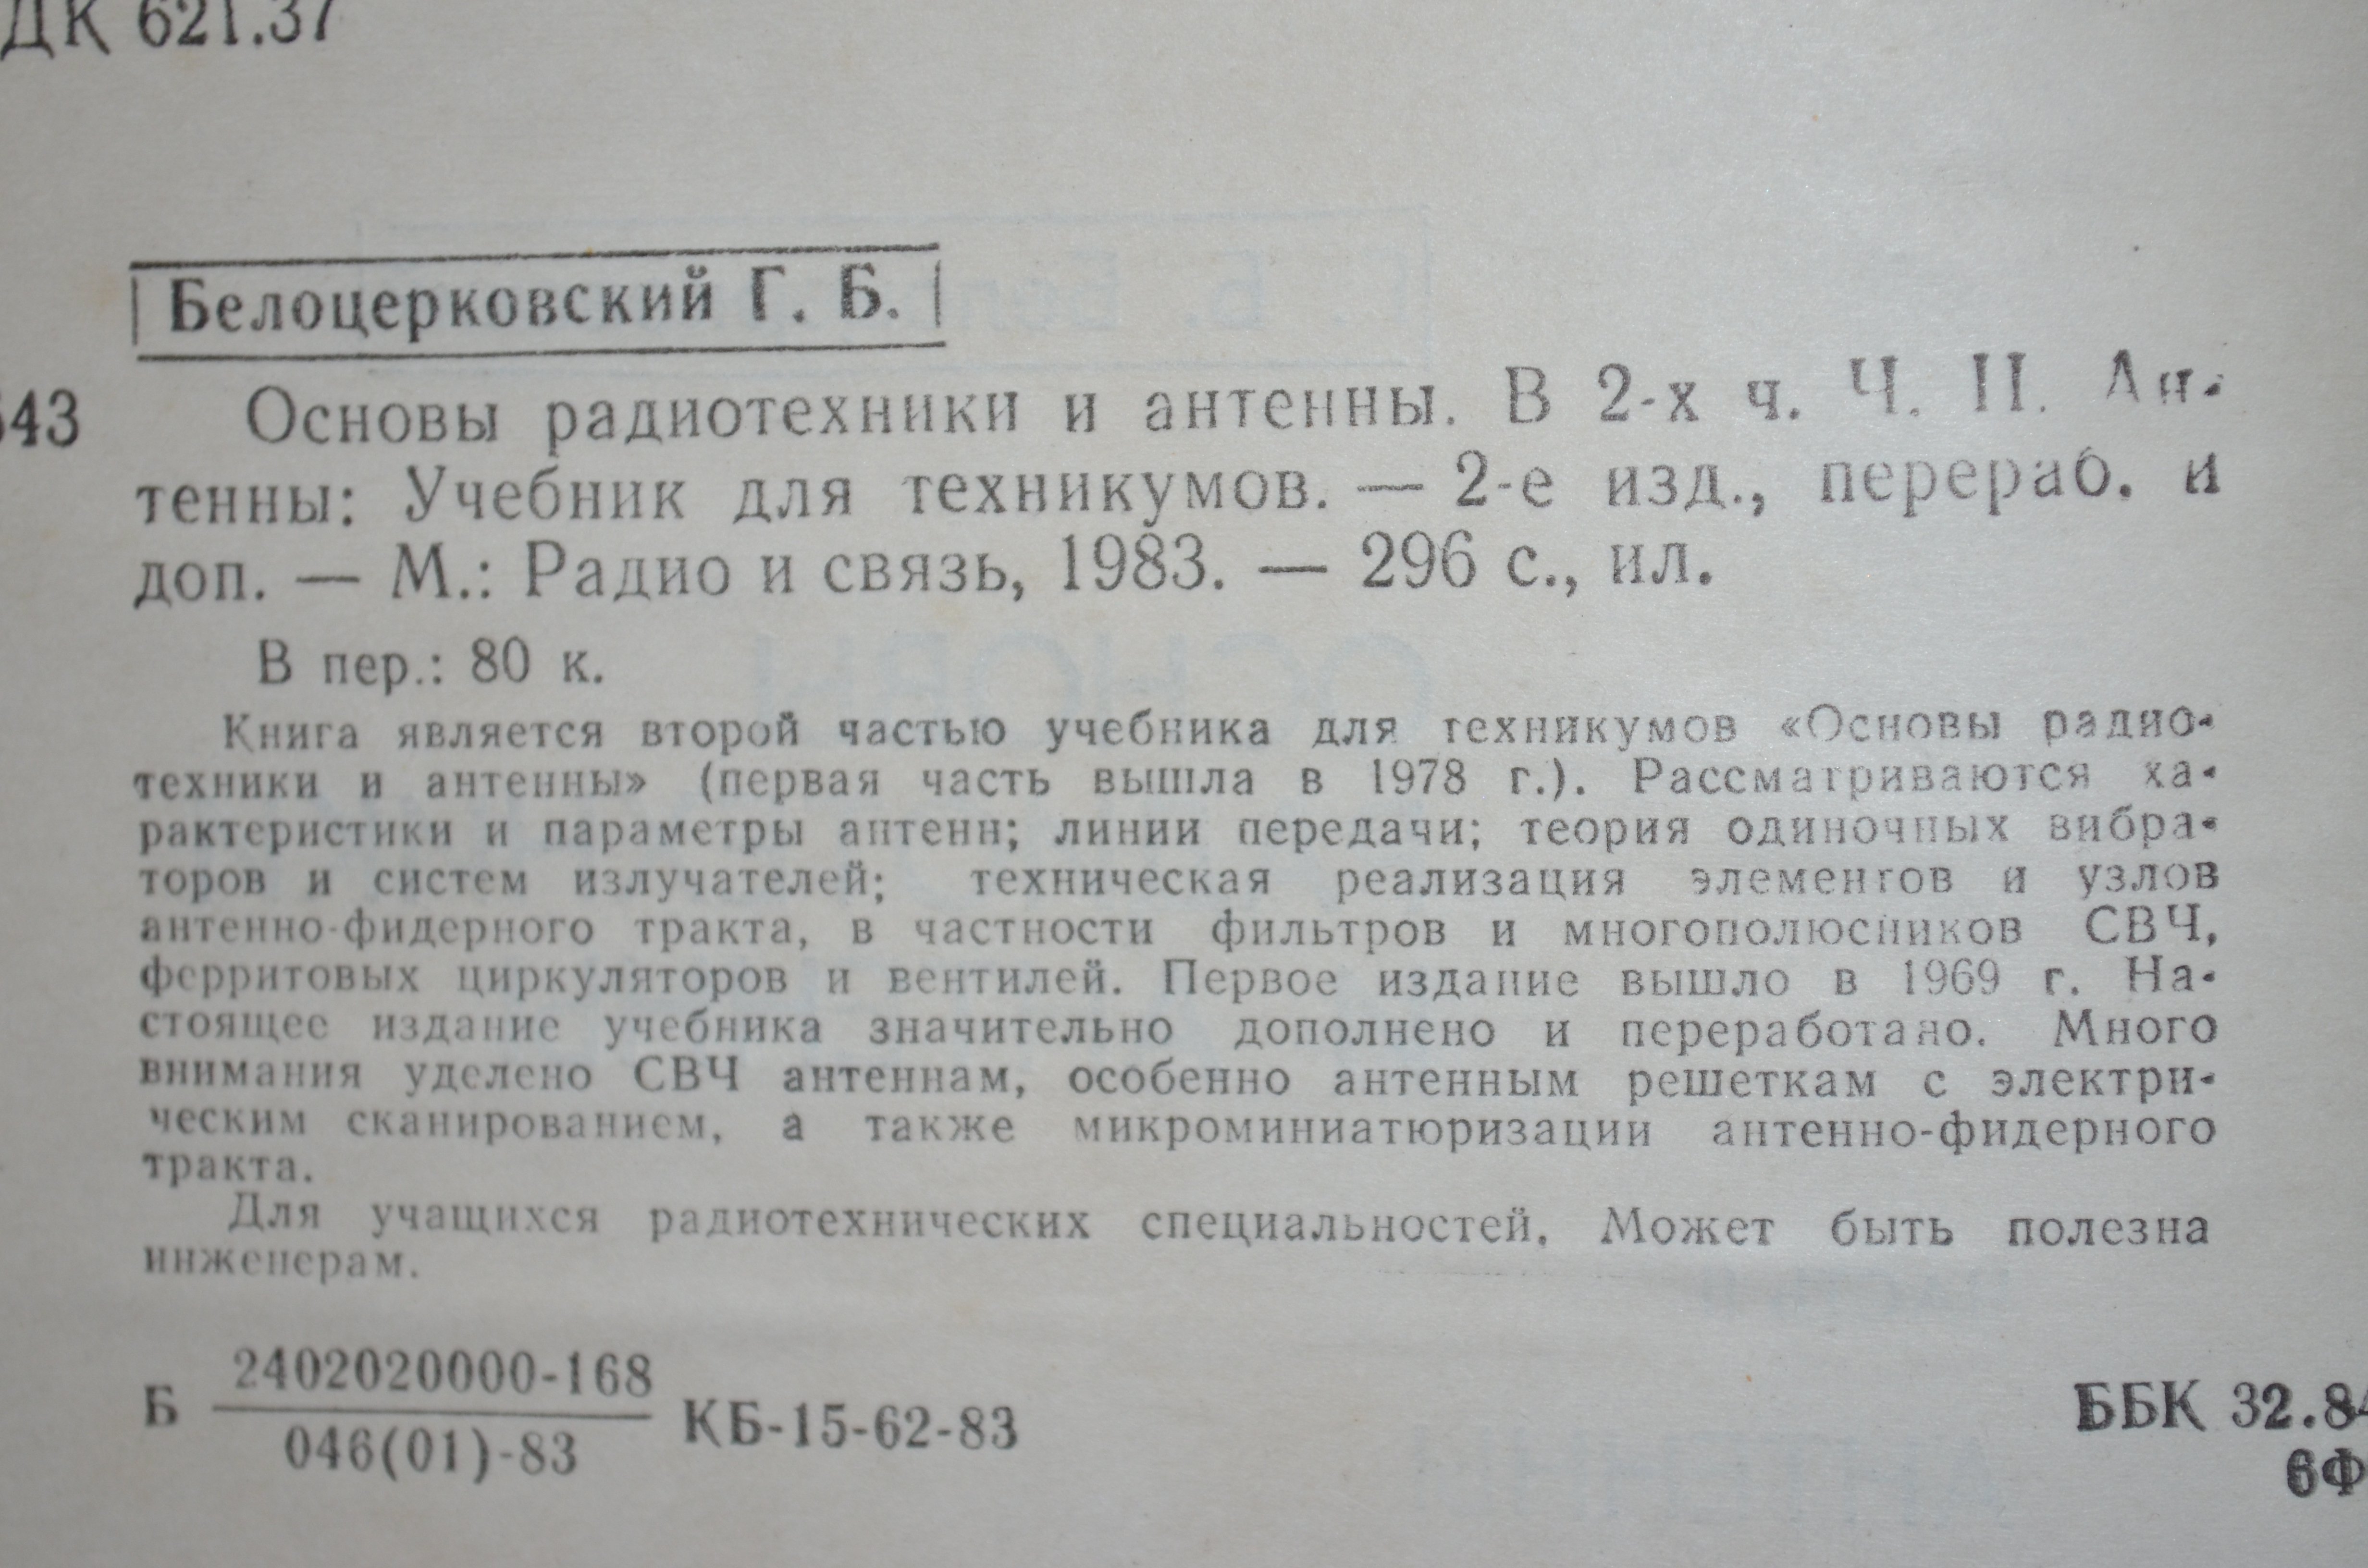 ДК 621.37
Белоцерковский Г. Б.
43 Основы радиотехники и антенны. В 2-х ч. Ч. II. Ан-
тенны: Учебник для техникумов. — 2-е изд., перераб. и
доп. — М.: Радио и связь, 1983. — 296 с., ил.
В пер.: 80 к.
Книга является второй частью учебника для техникумов «Основы радио-
техники и антенны» (первая часть вышла в 1978 г.). Рассматриваются ха-
рактеристики и параметры антенн; линии передачи; теория одиночных вибра-
торов и систем излучателей; техническая реализация элементов и узлов
антенно-фидерного тракта, в частности фильтров и многополюсников СВЧ,
ферритовых циркуляторов и вентилей. Первое издание вышло в 1969 г. На-
стоящее издание учебника значительно дополнено и переработано. Много
внимания уделено СВЧ антеннам, особенно антенным решеткам с электри-
ческим сканированием, а также микроминиатюризации антенно-фидерного
тракта.
Для учащихся радиотехнических специальностей. Может быть полезна
инженерам.
Б 2402020000-168 КБ-15-62-83
046(01)-83
ББК 32.84
6Ф